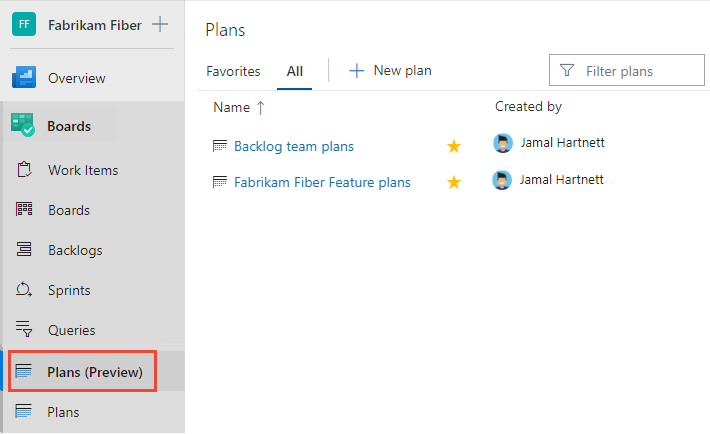 FF Fabrikam Fiber
Overview
Boards
Work Items
Boards
Backlogs
Sprints
Queries
Plans (Preview)
Plans
Plans
Favorites All New plan Filter plans
Name Created by
Backlog team plans Jamal Hartnett
Fabrikam Fiber Feature plans Jamal Hartnett